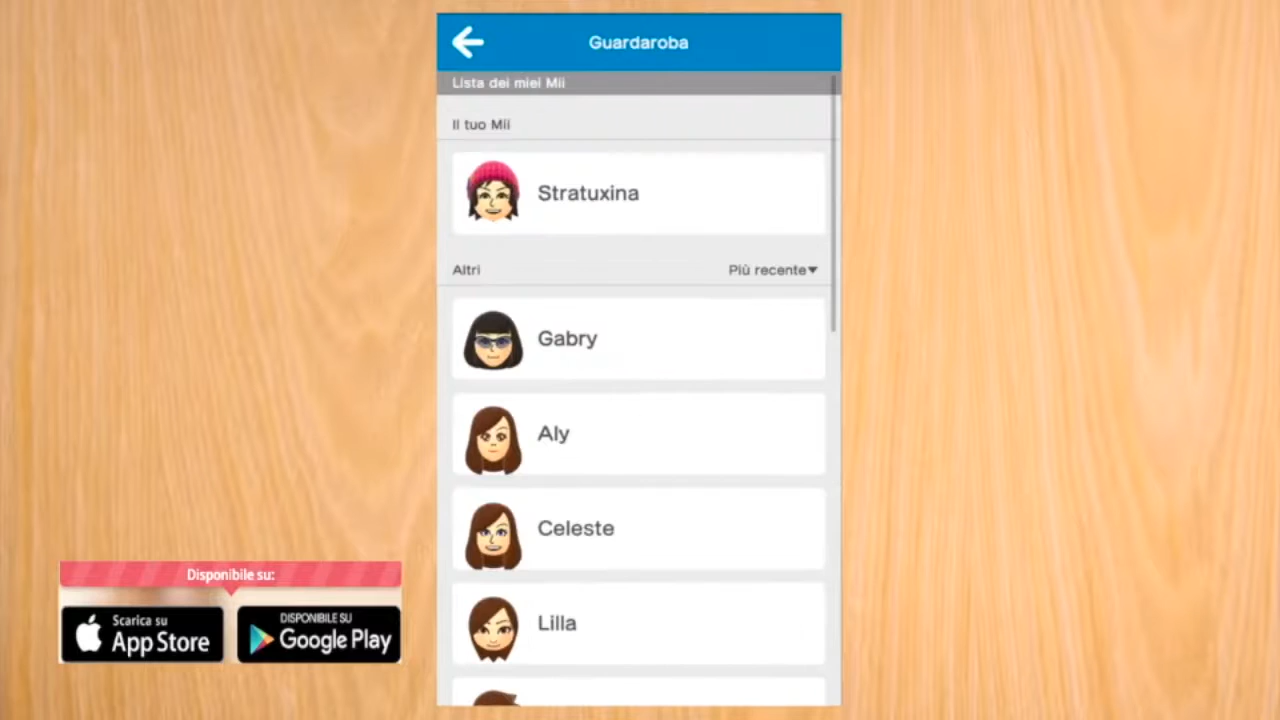 Guardaroba
Lista dei miei Mii
Il tuo Mii
Stratuxina
Altri
Più recente▼
Gabry
Aly
Celeste
Lilla
Disponibile su:
Scarica su
App Store
DISPONIBILE SU
Google Play